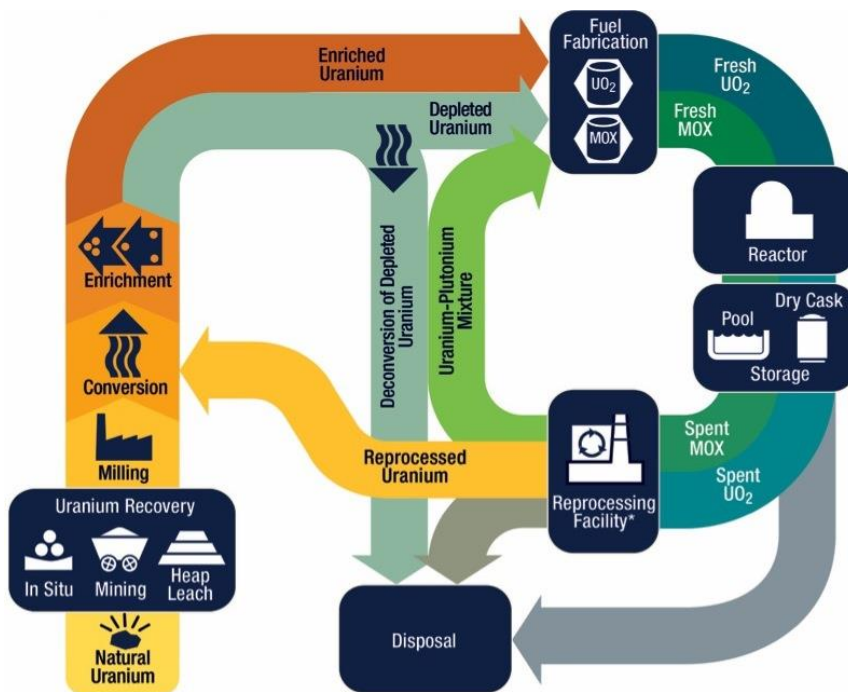 Enriched
Uranium
Depleted
Uranium
Fuel
Fabrication
UO₂
MOX
Fresh
UO₂
Fresh
MOX
Reactor
Dry Cask
Pool
Storage
Enrichment
Conversion
Milling
Deconversion of Depleted
Uranium
Uranium-Plutonium
Mixture
Reprocessed
Uranium
Reprocessing
Facility*
Spent
MOX
Spent
UO₂
Uranium Recovery
In Situ
Mining
Heap
Leach
Natural
Uranium
Disposal